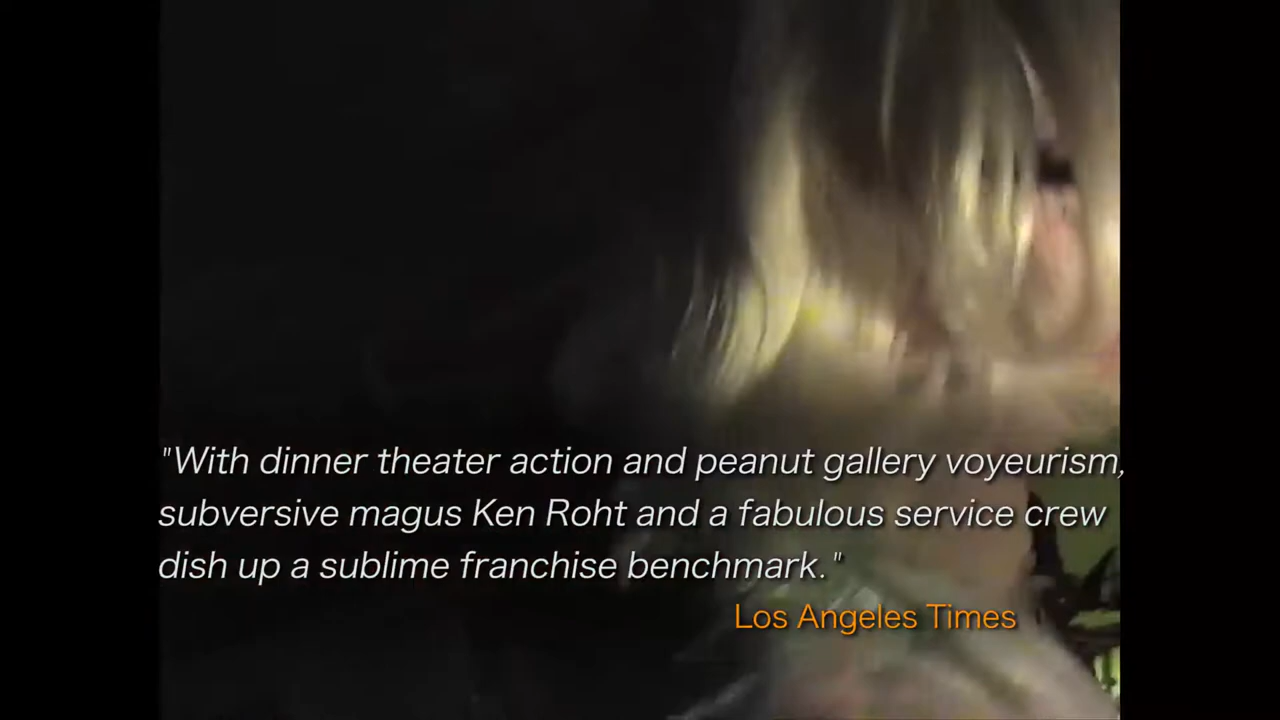 "With dinner theater action and peanut gallery voyeurism,
subversive magus Ken Roht and a fabulous service crew
dish up a sublime franchise benchmark."
Los Angeles Times